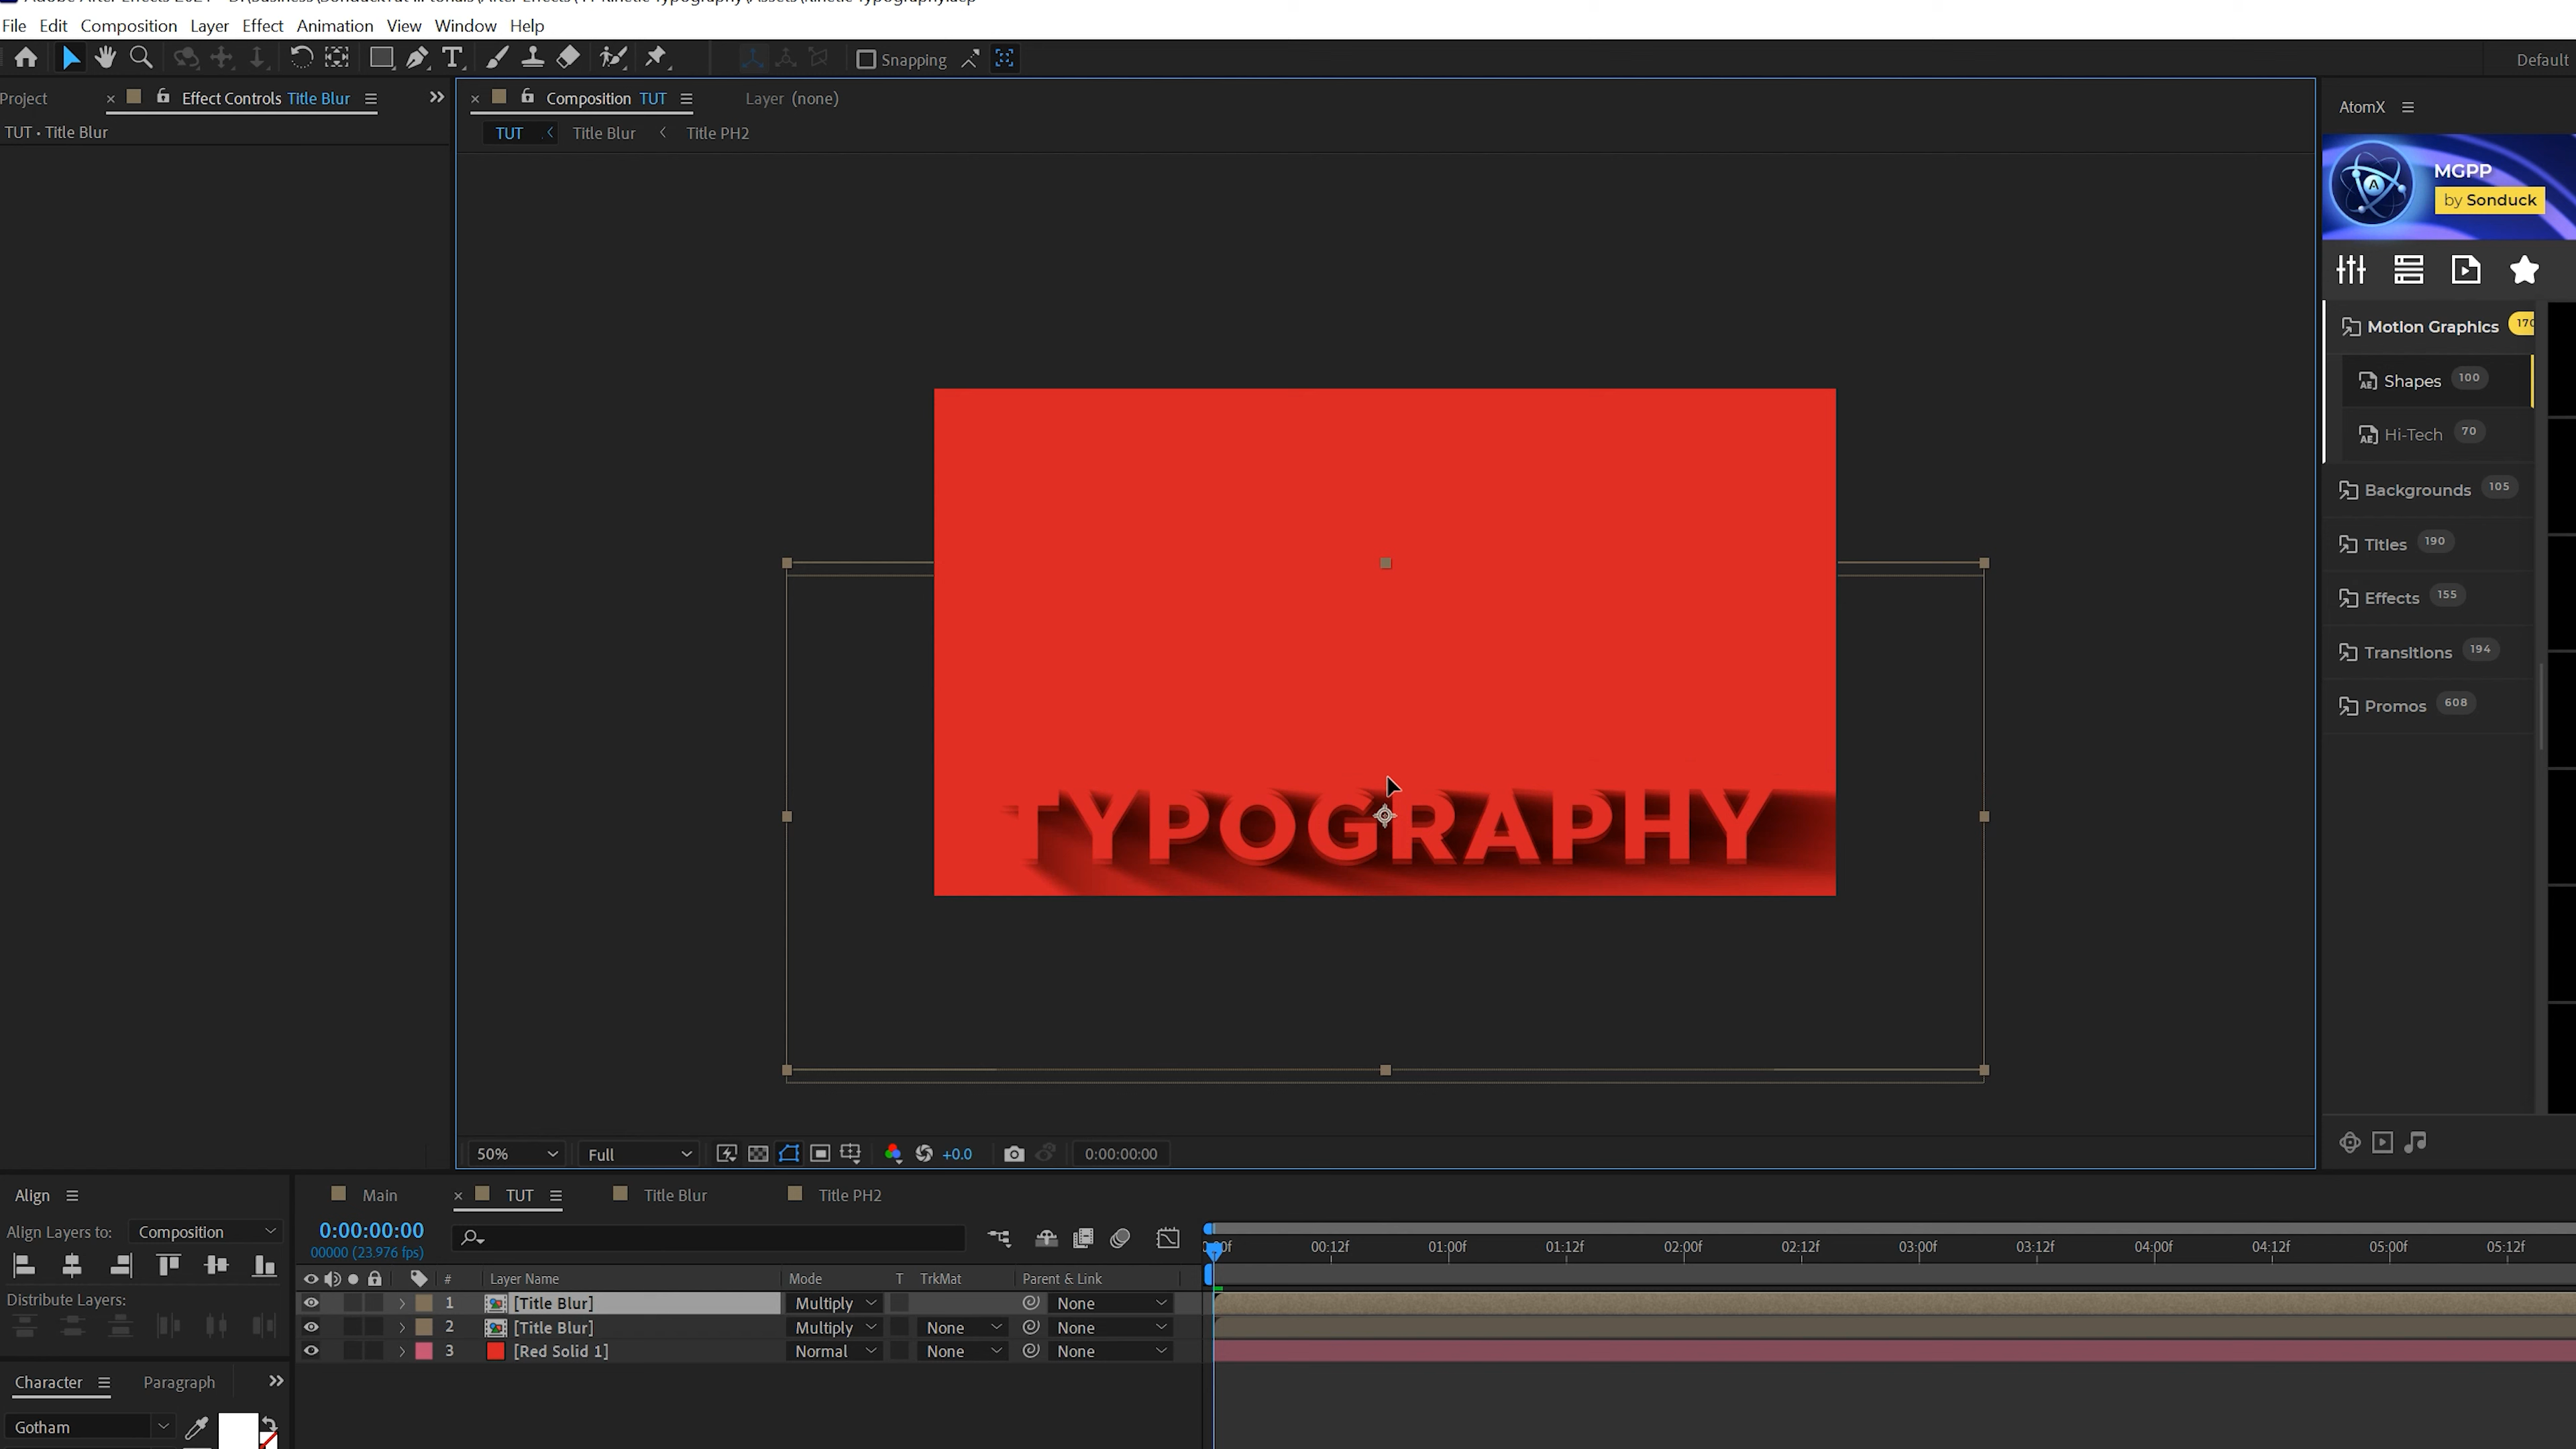 File Edit Composition Layer Effect Animation View Window Help
Snapping
Default
Project
Effect Controls Title Blur
Composition TUT
Layer (none)
AtomX
TUT • Title Blur
TUT
Title Blur
Title PH2
MGPP
by Sonduck
Motion Graphics
Shapes 100
Hi-Tech 70
Backgrounds 105
Titles 190
Effects 155
Transitions 194
Promos 608
TYPOGRAPHY
50%
Full
+0.0
0:00:00:00
Align
Main
TUT
Title Blur
Title PH2
Align Layers to: Composition
0:00:00:00
00000 (23.976 fps)
00:12f 01:00f 01:12f 02:00f 02:12f 03:00f 03:12f 04:00f 04:12f 05:00f 05:12f
# Layer Name Mode T TrkMat Parent & Link
Distribute Layers:
1 [Title Blur] Multiply None
2 [Title Blur] Multiply None None
3 [Red Solid 1] Normal None None
Character
Paragraph
Gotham